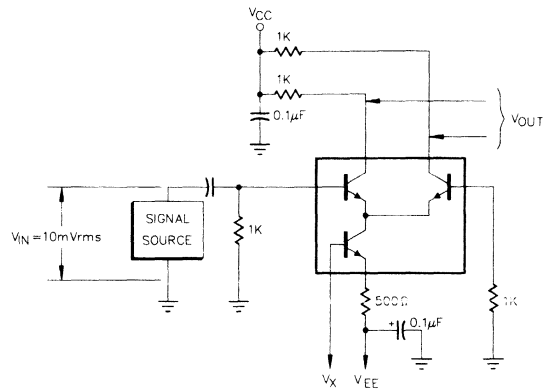 VCC
1K
1K
0.1μF
VOUT
VIN=10mVrms
SIGNAL
SOURCE
1K
500Ω
1K
+
0.1μF
VX
VEE